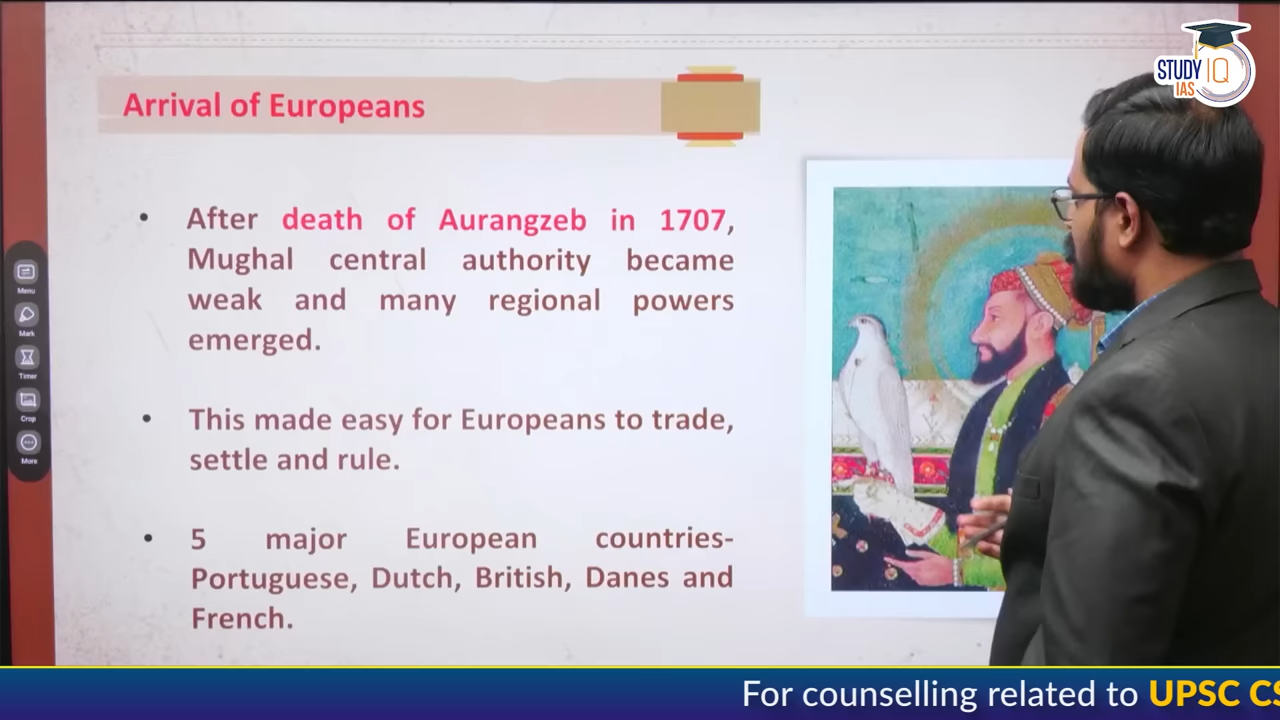 STUDY IQ
IAS
Arrival of Europeans
• After death of Aurangzeb in 1707,
Mughal central authority became
weak and many regional powers
emerged.
• This made easy for Europeans to trade,
settle and rule.
• 5 major European countries-
Portuguese, Dutch, British, Danes and
French.
Menu
Mark
Timer
Crop
More
For counselling related to UPSC CS